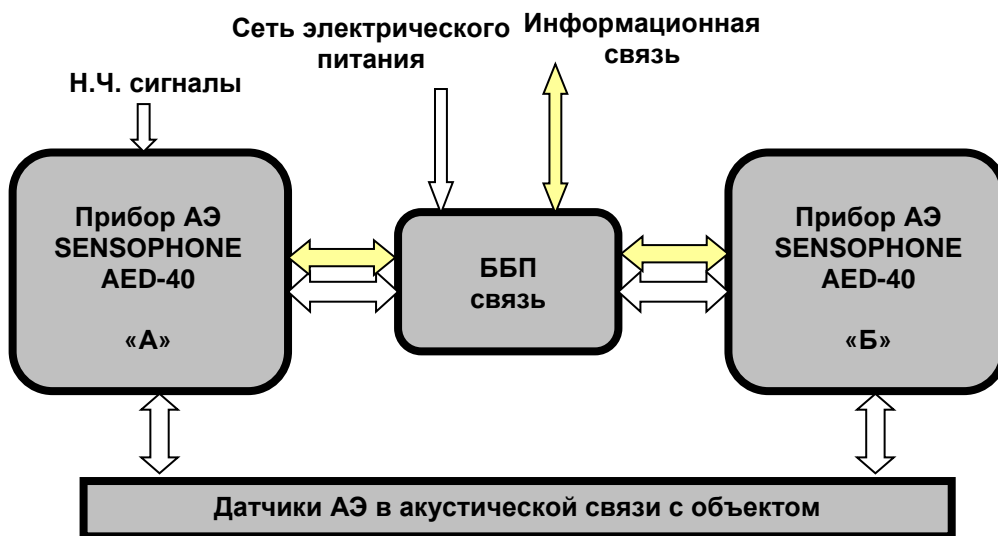 Сеть электрического
питания
Информационная
связь
Н.Ч. сигналы
Прибор АЭ
SENSOPHONE
AED-40
«А»
ББП
связь
Прибор АЭ
SENSOPHONE
AED-40
«Б»
Датчики АЭ в акустической связи с объектом